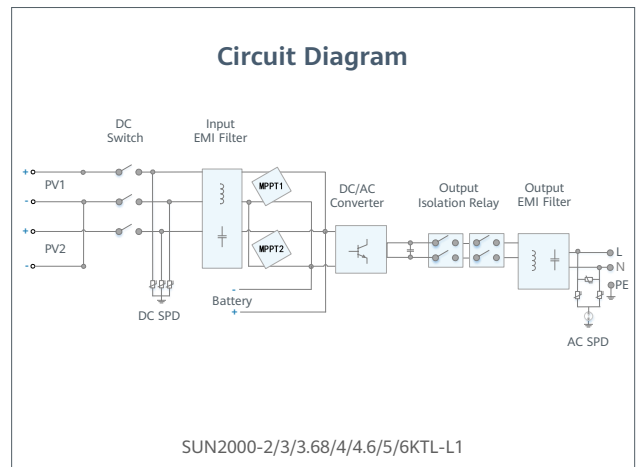 Circuit Diagram
DC
Switch
Input
EMI Filter
+
PV1
-
+
PV2
-
MPPT1
MPPT2
DC/AC
Converter
Output
Isolation Relay
Output
EMI Filter
L
N
PE
-
Battery
+
DC SPD
AC SPD
SUN2000-2/3/3.68/4/4.6/5/6KTL-L1